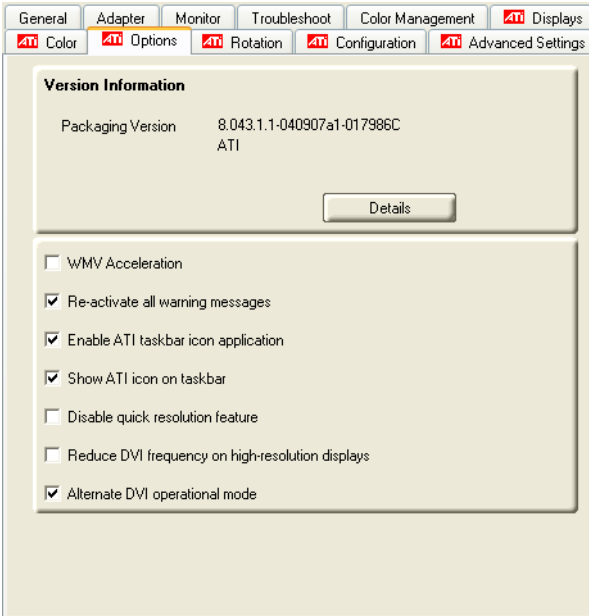 General Adapter Monitor Troubleshoot Color Management ATI Displays
ATI Color ATI Options ATI Rotation ATI Configuration ATI Advanced Settings
Version Information
Packaging Version 8.043.1.1-040907a1-017986C
ATI
Details
WMV Acceleration
Re-activate all warning messages
Enable ATI taskbar icon application
Show ATI icon on taskbar
Disable quick resolution feature
Reduce DVI frequency on high-resolution displays
Alternate DVI operational mode